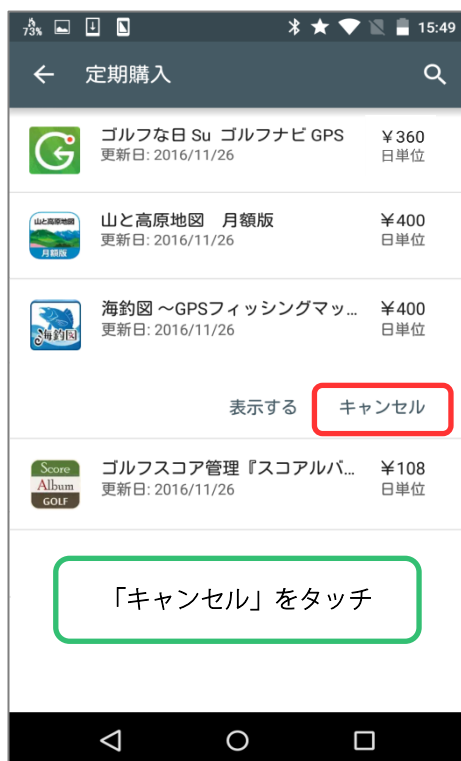 73%
15:49
定期購入
ゴルフな日 Su ゴルフナビ GPS
¥360
更新日: 2016/11/26
日単位
山と高原地図
月額版
山と高原地図 月額版
¥400
更新日: 2016/11/26
日単位
海釣図
海釣図 ～GPSフィッシングマッ...
¥400
更新日: 2016/11/26
日単位
表示する
キャンセル
Score
Album
GOLF
ゴルフスコア管理『スコアルバ...
¥108
更新日: 2016/11/26
日単位
「キャンセル」をタッチ